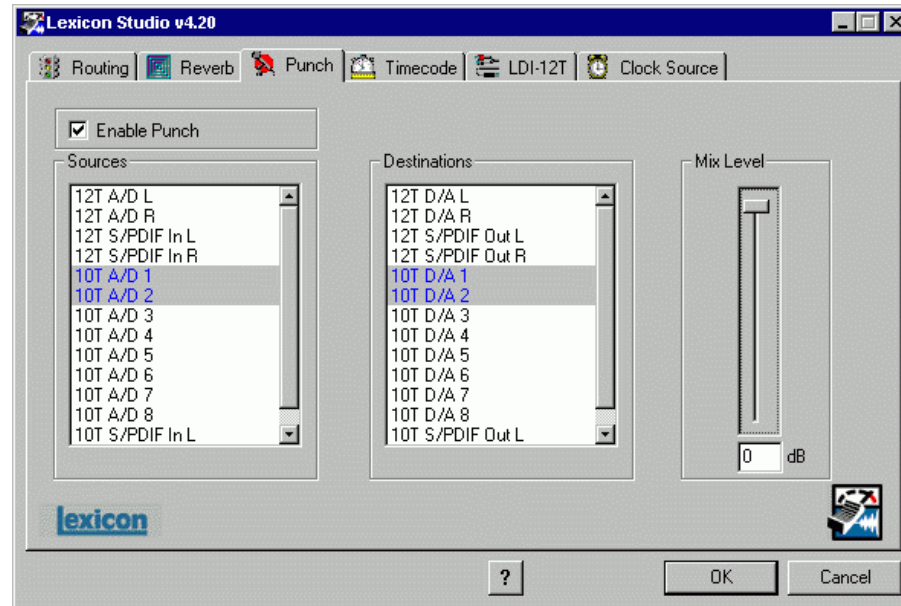 Lexicon Studio v4.20
Routing Reverb Punch Timecode LDI-12T Clock Source
Enable Punch
Sources
12T A/D L
12T A/D R
12T S/PDIF In L
12T S/PDIF In R
10T A/D 1
10T A/D 2
10T A/D 3
10T A/D 4
10T A/D 5
10T A/D 6
10T A/D 7
10T A/D 8
10T S/PDIF In L
Destinations
12T D/A L
12T D/A R
12T S/PDIF Out L
12T S/PDIF Out R
10T D/A 1
10T D/A 2
10T D/A 3
10T D/A 4
10T D/A 5
10T D/A 6
10T D/A 7
10T D/A 8
10T S/PDIF Out L
Mix Level
0 dB
lexicon
? OK Cancel